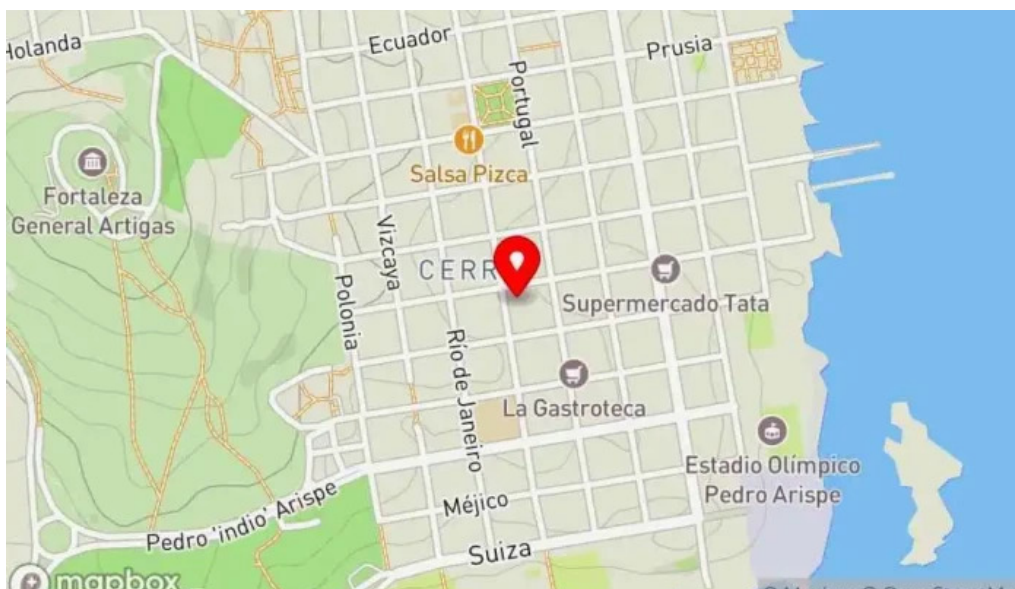 Holanda
Ecuador
Prusia
Portugal
Salsa Pizca
Fortaleza
General Artigas
Vizcaya
CERR
Polonia
Supermercado Tata
Río de Janeiro
La Gastroteca
Estadio Olímpico
Pedro Arispe
Pedro 'indio' Arispe
Méjico
Suiza
mapbox